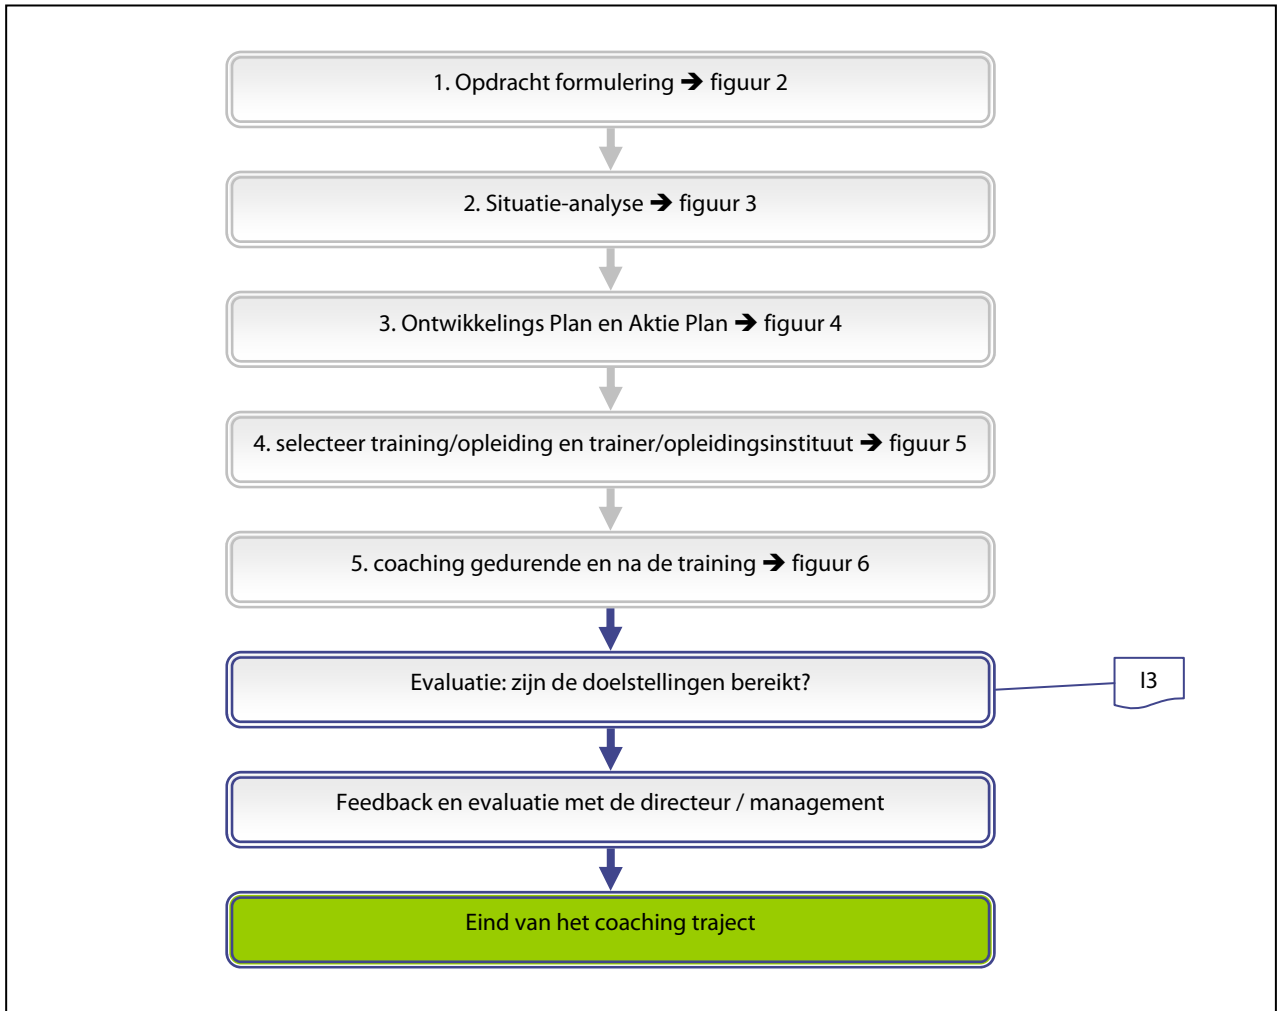 1. Opdracht formulering ➔ figuur 2
2. Situatie-analyse ➔ figuur 3
3. Ontwikkelings Plan en Aktie Plan ➔ figuur 4
4. selecteer training/opleiding en trainer/opleidingsinstituut ➔ figuur 5
5. coaching gedurende en na de training ➔ figuur 6
Evaluatie: zijn de doelstellingen bereikt?
I3
Feedback en evaluatie met de directeur / management
Eind van het coaching traject